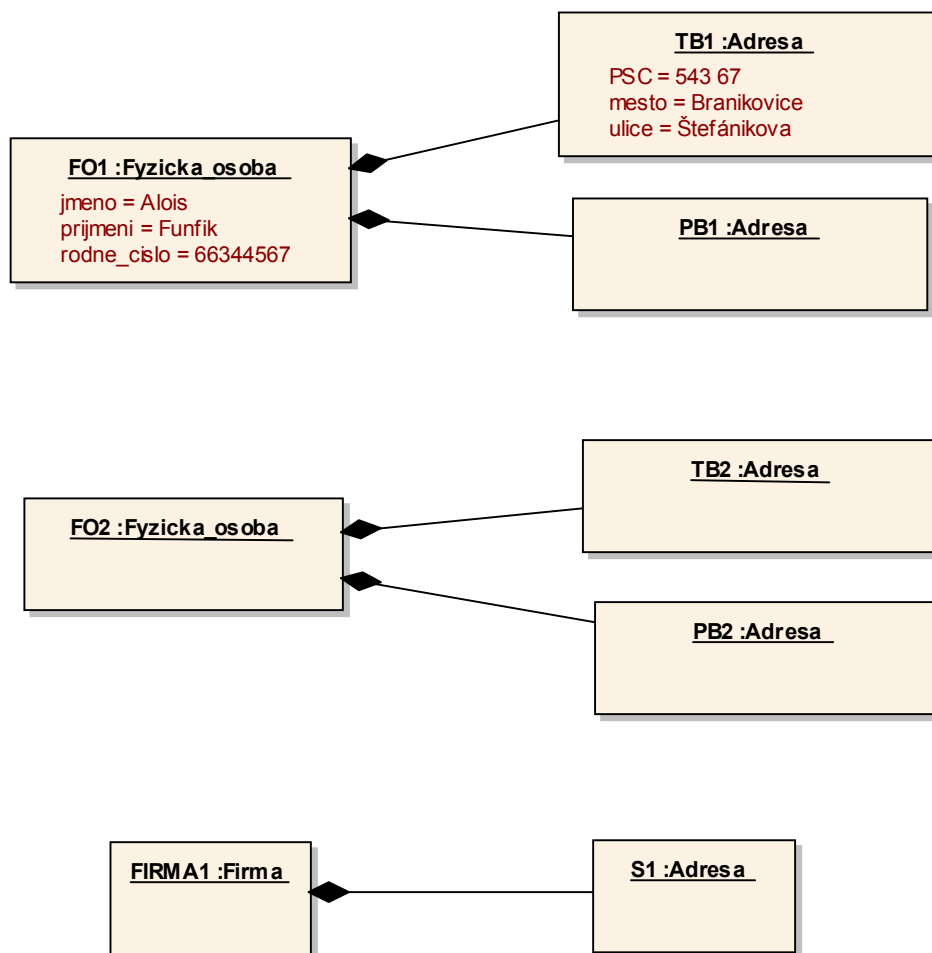 TB1 :Adresa
PSC = 543 67
mesto = Branikovice
ulice = Štefánikova
FO1 :Fyzicka_osoba
jmeno = Alois
prijmeni = Funfik
rodne_cislo = 66344567
PB1 :Adresa
TB2 :Adresa
FO2 :Fyzicka_osoba
PB2 :Adresa
FIRMA1 :Firma
S1 :Adresa